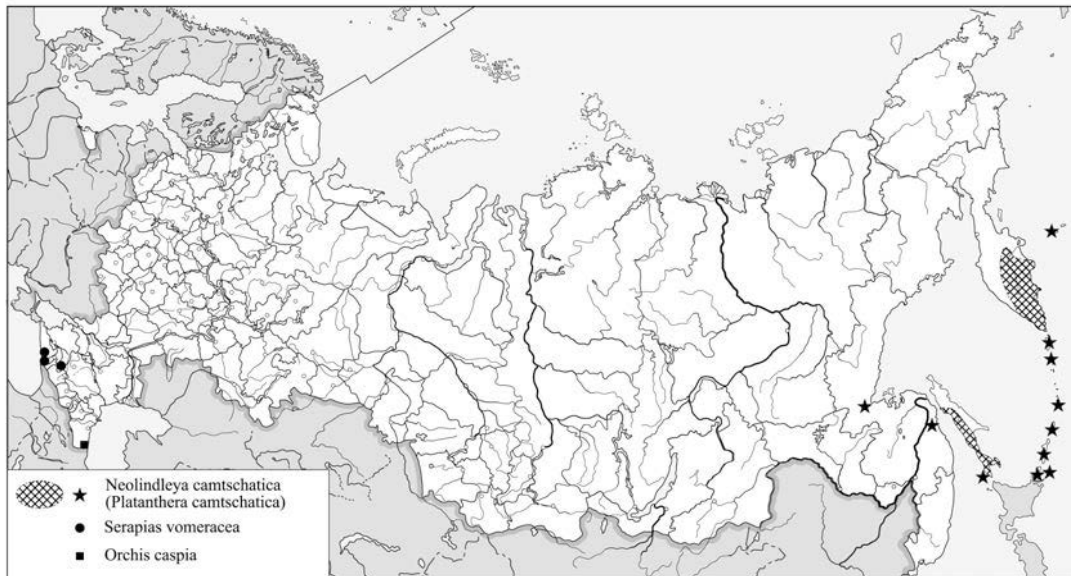 Neolindleya camtschatica
(Platanthera camtschatica)
Serapias vomeracea
Orchis caspia